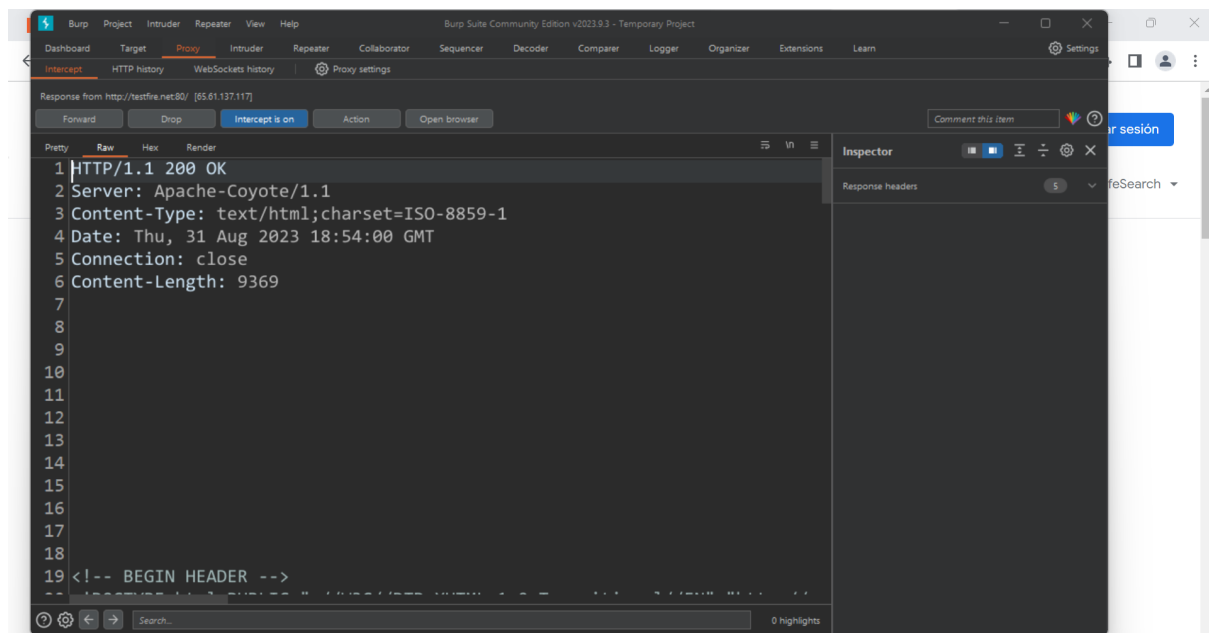 Burp Project Intruder Repeater View Help Burp Suite Community Edition v2023.9.3 - Temporary Project
Dashboard Target Proxy Intruder Repeater Collaborator Sequencer Decoder Comparer Logger Organizer Extensions Learn Settings
Intercept HTTP history WebSockets history Proxy settings
Response from http://testfire.net:80/ [65.61.137.117]
Forward Drop Intercept is on Action Open browser Comment this item
ar sesión
Pretty Raw Hex Render \n
Inspector
Response headers 5
feSearch
1 HTTP/1.1 200 OK
2 Server: Apache-Coyote/1.1
3 Content-Type: text/html;charset=ISO-8859-1
4 Date: Thu, 31 Aug 2023 18:54:00 GMT
5 Connection: close
6 Content-Length: 9369
7
8
9
10
11
12
13
14
15
16
17
18
19 <!-- BEGIN HEADER -->
Search... 0 highlights